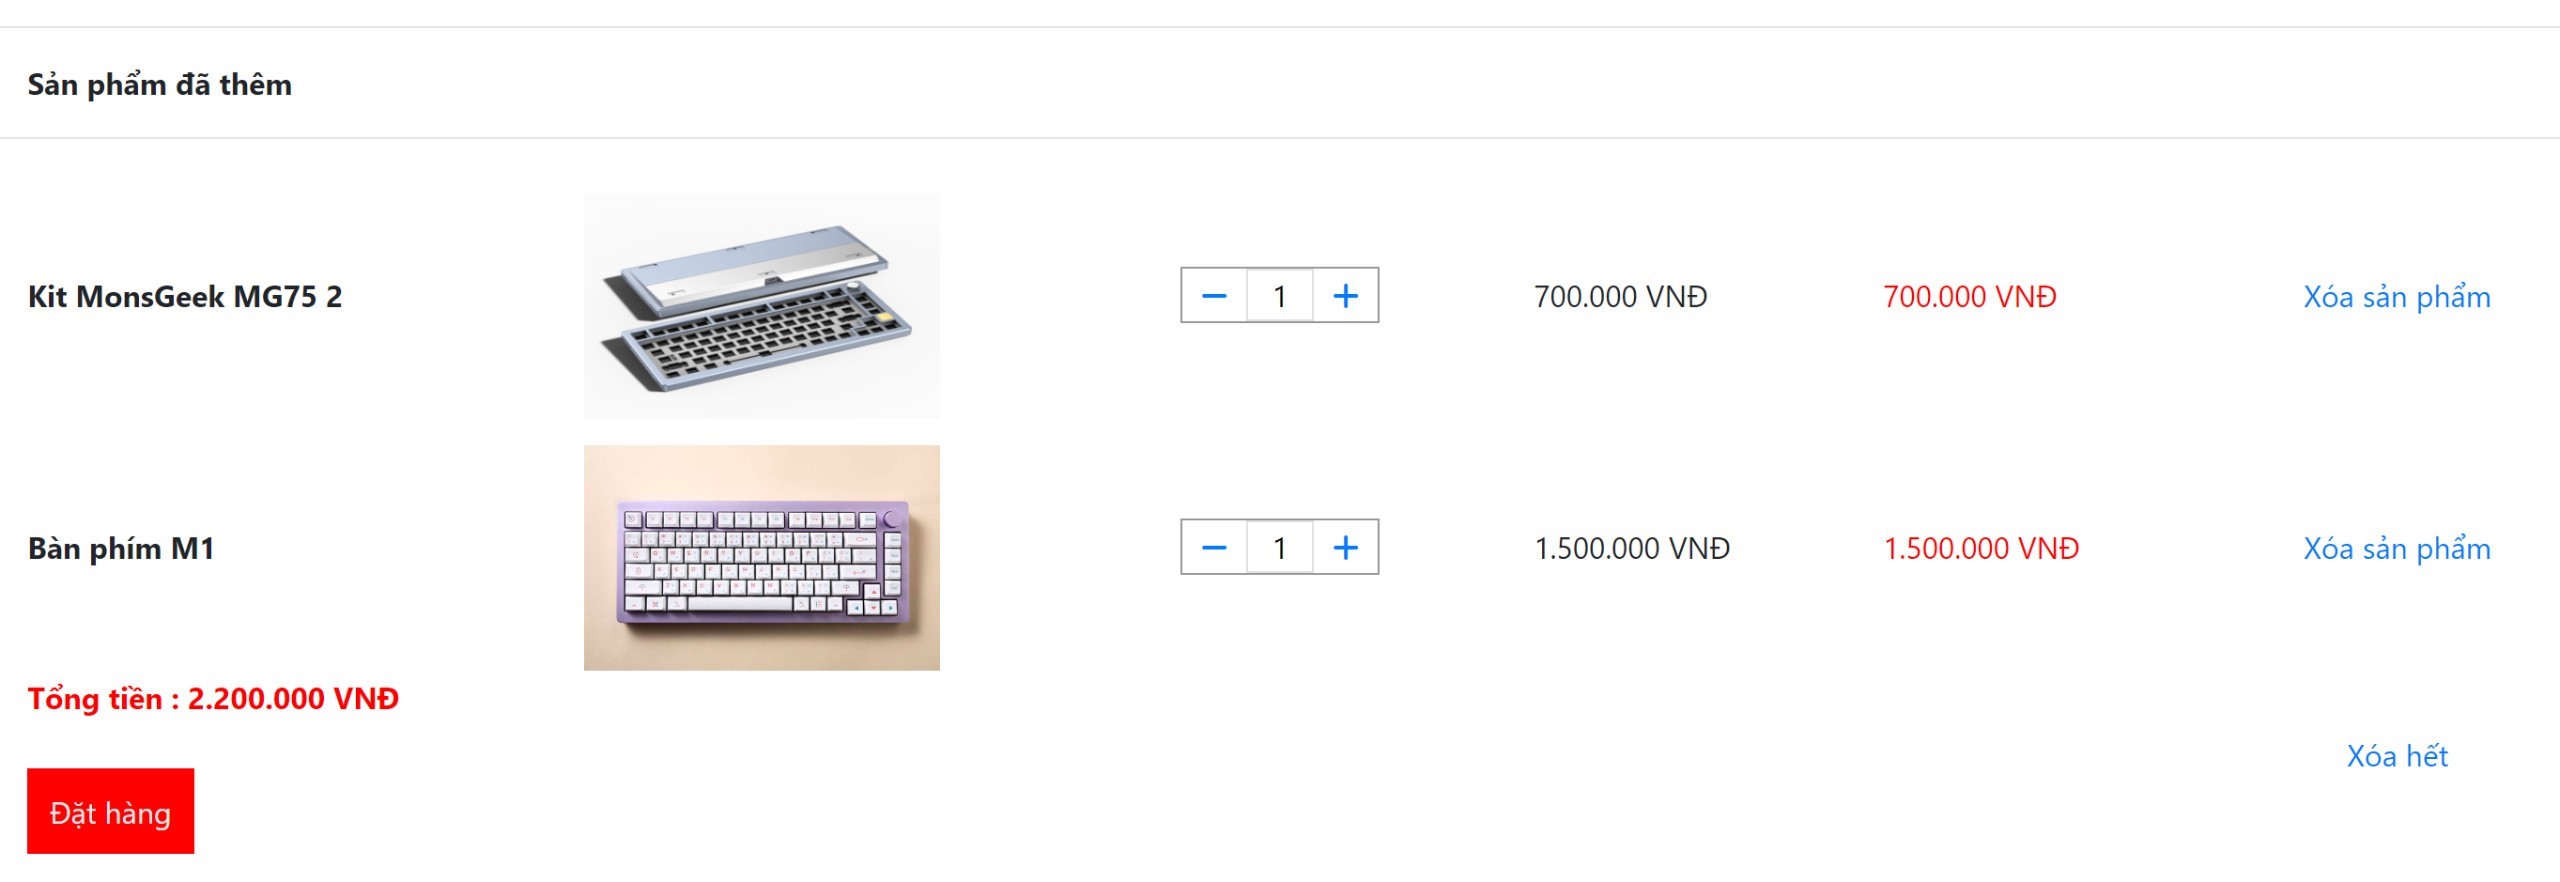 Sản phẩm đã thêm
Kit MonsGeek MG75 2 1 700.000 VNĐ 700.000 VNĐ Xóa sản phẩm
Bàn phím M1 1 1.500.000 VNĐ 1.500.000 VNĐ Xóa sản phẩm
Tổng tiền : 2.200.000 VNĐ
Xóa hết
Đặt hàng